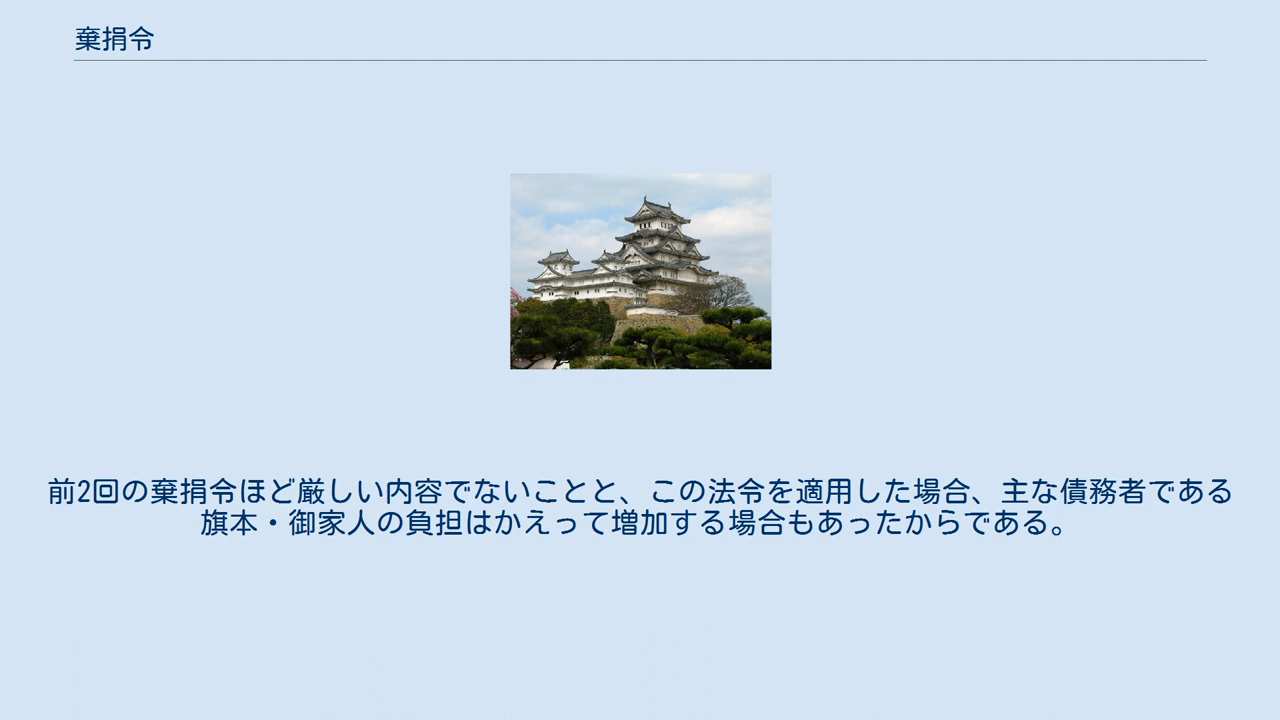 棄捐令
前2回の棄捐令ほど厳しい内容でないことと、この法令を適用した場合、主な債務者である
旗本・御家人の負担はかえって増加する場合もあったからである。